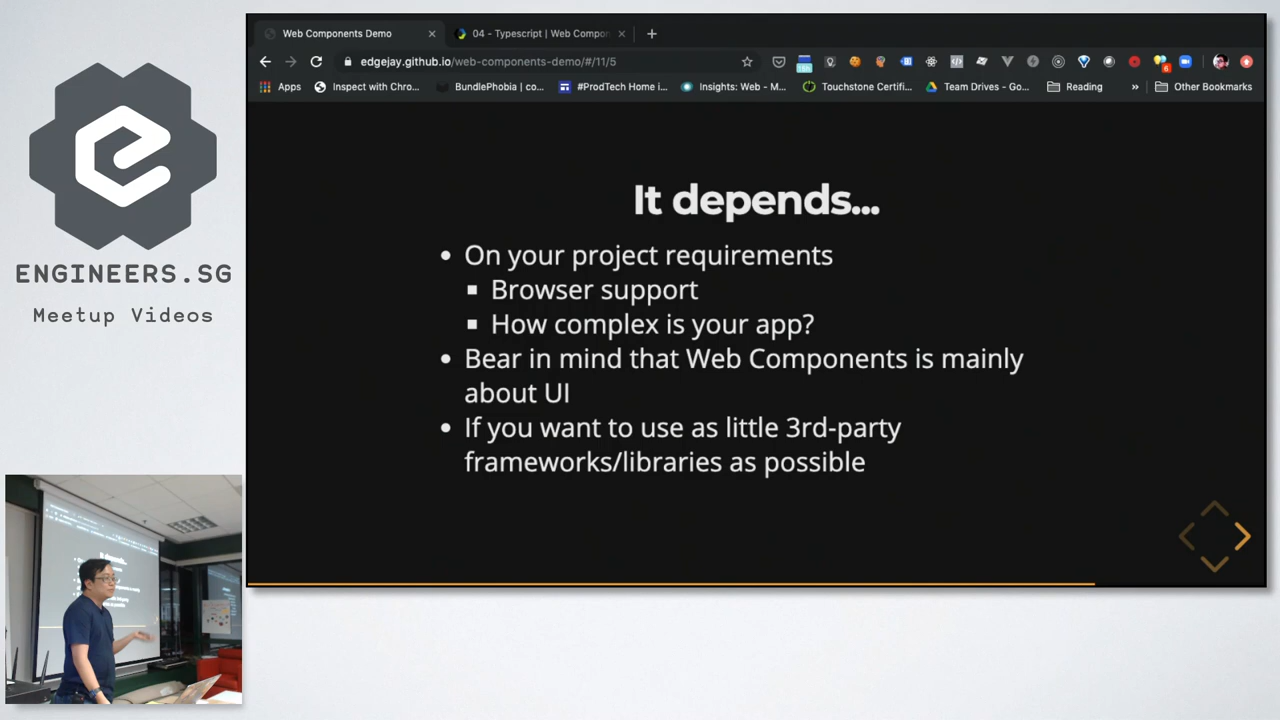 Web Components Demo
04 - Typescript | Web Compor
edgejay.github.io/web-components-demo/#/11/5
Apps
Inspect with Chro...
BundlePhobia | co...
#ProdTech Home i...
Insights: Web - M...
Touchstone Certifi...
Team Drives - Go...
Reading
»
Other Bookmarks
ENGINEERS.SG
Meetup Videos
It depends...
• On your project requirements
▪ Browser support
▪ How complex is your app?
• Bear in mind that Web Components is mainly
about UI
• If you want to use as little 3rd-party
frameworks/libraries as possible
It depends...